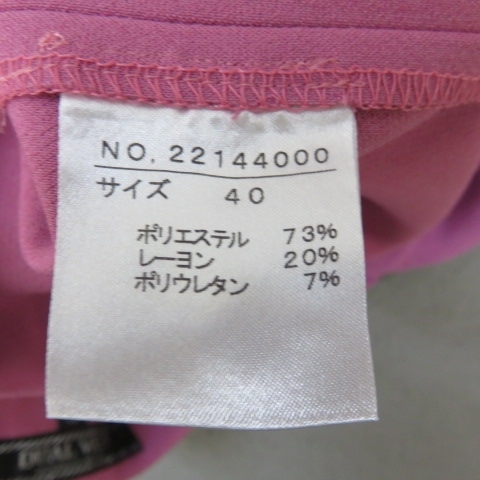 NO. 22144000
サイズ 40
ポリエステル 73%
レーヨン 20%
ポリウレタン 7%
DUAL